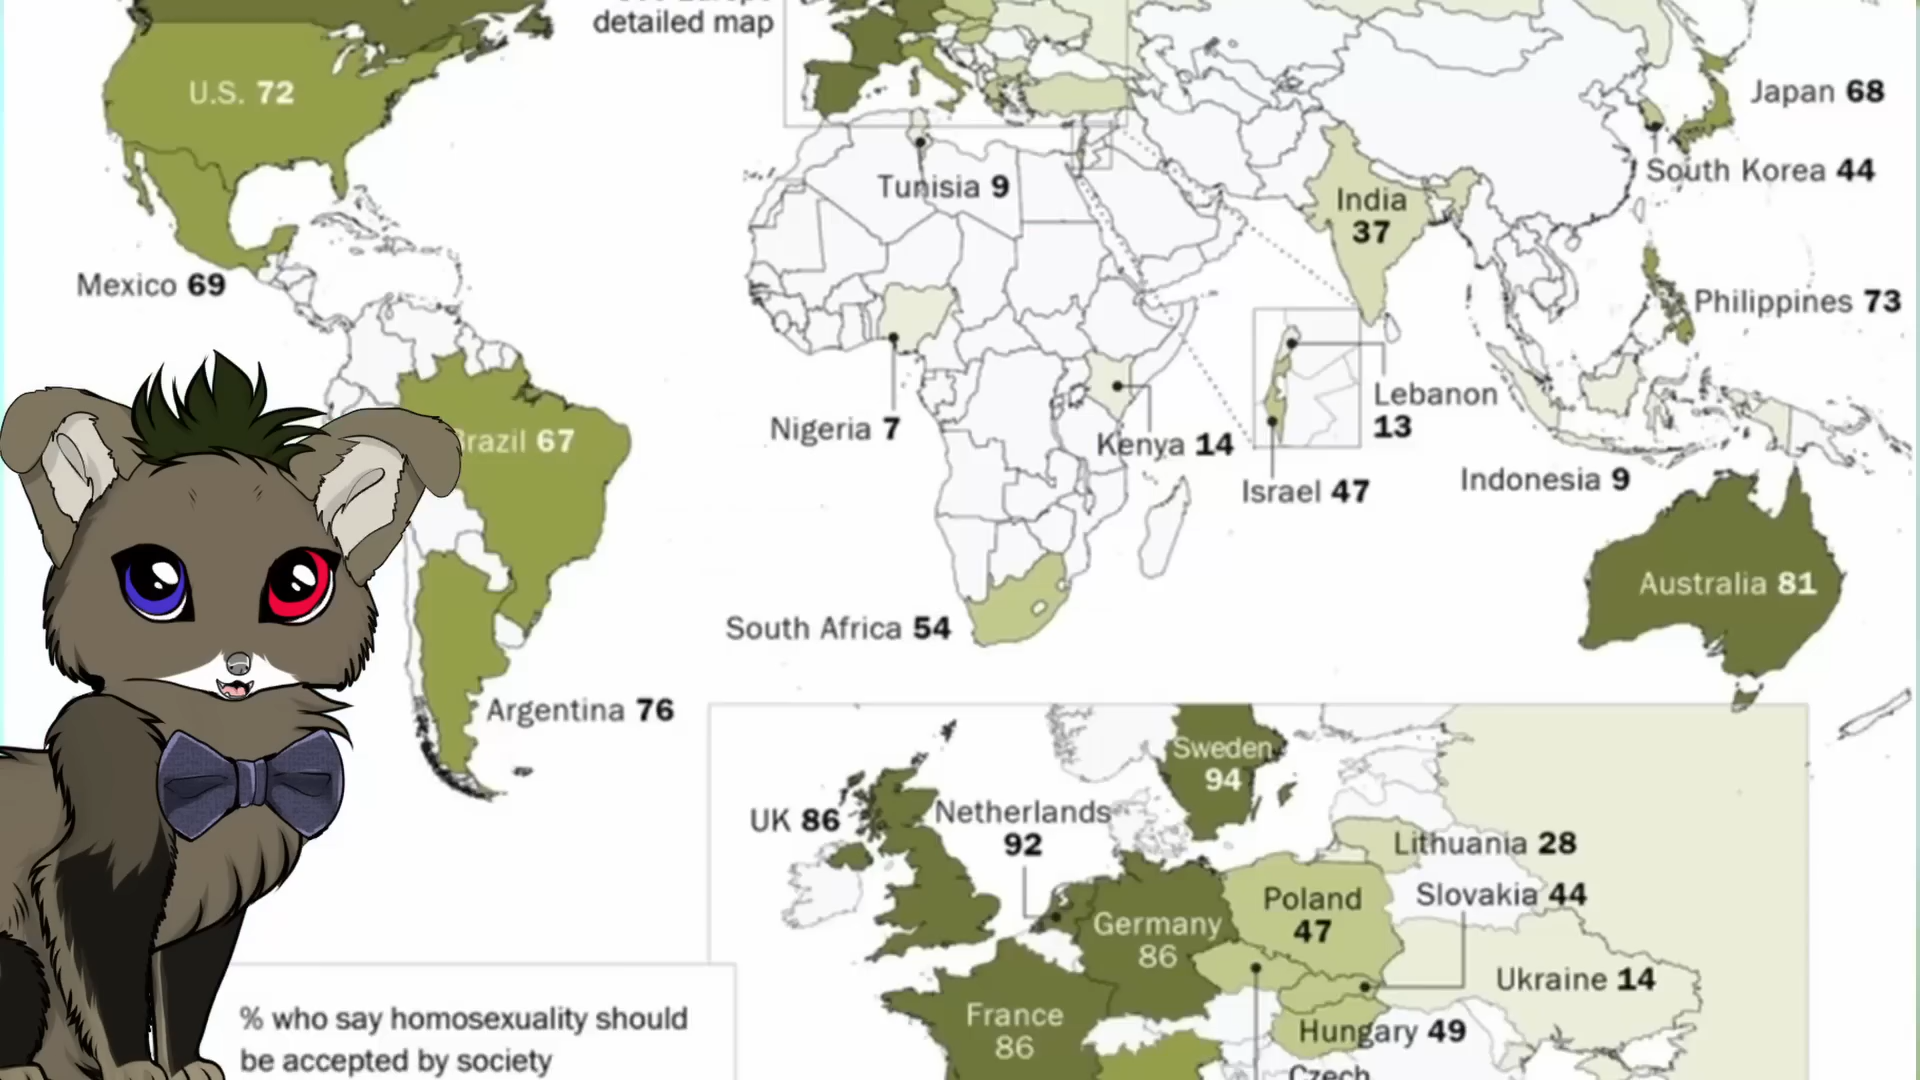 detailed map
U.S. 72
Japan 68
South Korea 44
Tunisia 9
India
37
Mexico 69
Philippines 73
Lebanon
13
Nigeria 7
Kenya 14
Brazil 67
Israel 47
Indonesia 9
Australia 81
South Africa 54
Argentina 76
Sweden
94
UK 86
Netherlands
92
Lithuania 28
Slovakia 44
Poland
47
Germany
86
Ukraine 14
France
86
Hungary 49
Czech
% who say homosexuality should
be accepted by society